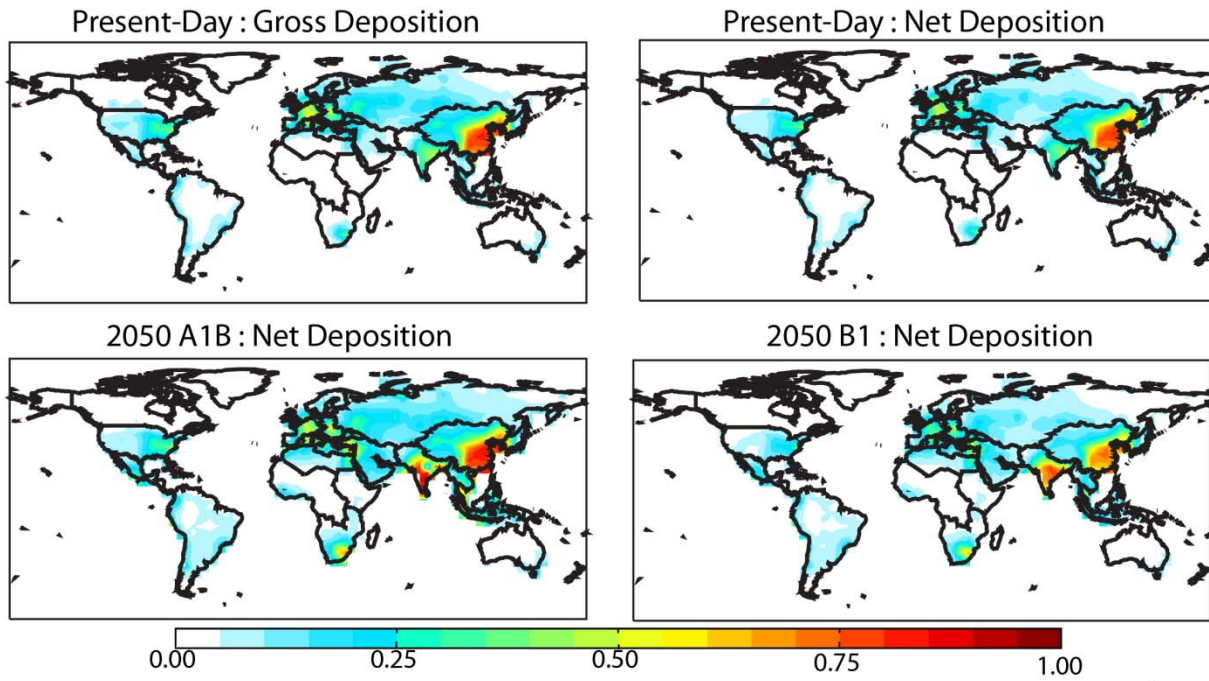 Present-Day : Gross Deposition
Present-Day : Net Deposition
2050 A1B : Net Deposition
2050 B1 : Net Deposition
0.00 0.25 0.50 0.75 1.00